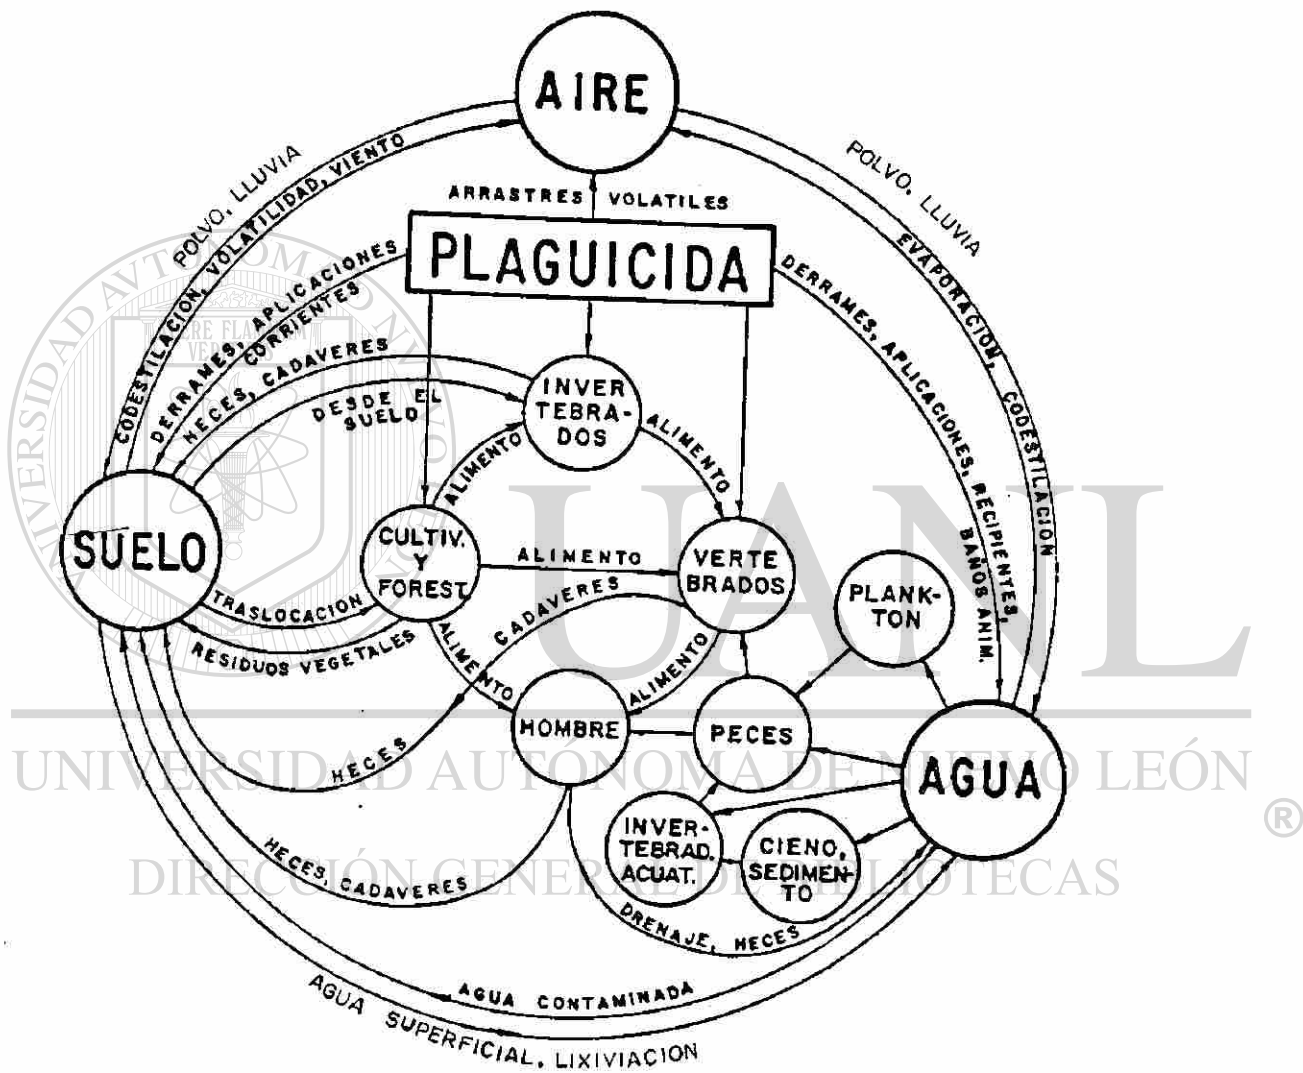 AIRE
POLVO, LLUVIA
CODESTILACION, VOLATILIDAD, VIENTO
POLVO, LLUVIA
EVAPORACION, CODESTILACION
ARRASTRES VOLATILES
PLAGUICIDA
DERRAMES, APLICACIONES
CORRIENTES
DERRAMES, APLICACIONES, RECIPIENTES,
BAÑOS ANIM.
HECES, CADAVERES
DESDE EL
SUELO
INVER
TEBRA-
DOS
ALIMENTO
ALIMENTO
SUELO
CULTIV.
Y
FOREST.
ALIMENTO
VERTE
BRADOS
PLANK-
TON
TRASLOCACION
RESIDUOS VEGETALES
CADAVERES
HECES
ALIMENTO
ALIMENTO
HOMBRE
PECES
AGUA
INVER-
TEBRAD.
ACUAT.
CIENO,
SEDIMEN-
TO
HECES, CADAVERES
DRENAJE, HECES
AGUA CONTAMINADA
AGUA SUPERFICIAL, LIXIVIACION
UANL
UNIVERSIDAD AUTÓNOMA DE NUEVO LEÓN
®
DIRECCIÓN GENERAL DE BIBLIOTECAS